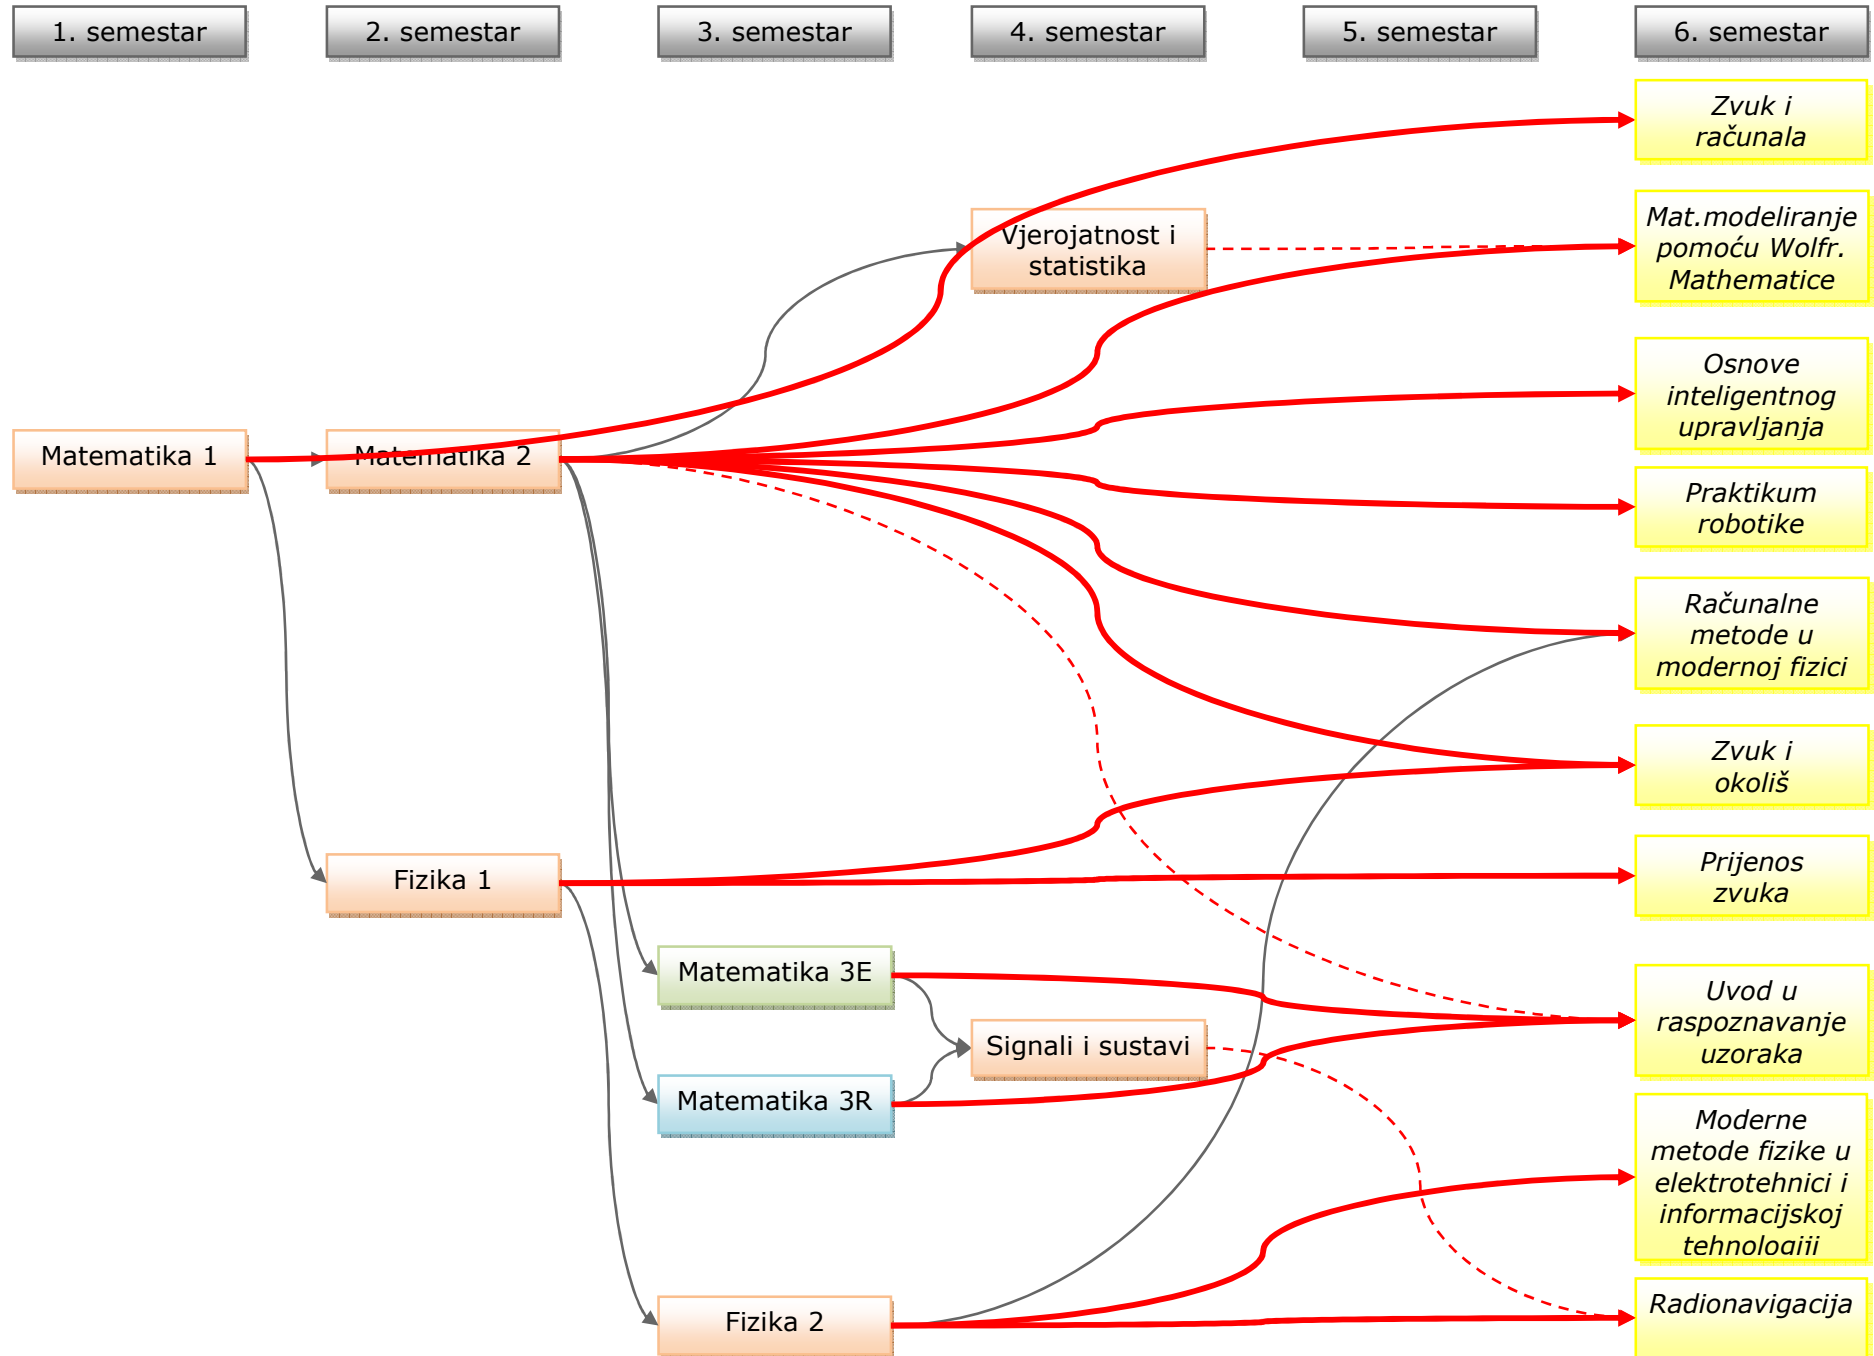 1. semestar
2. semestar
3. semestar
4. semestar
5. semestar
6. semestar
Zvuk i
računala
Vjerojatnost i
statistika
Mat.modeliranje
pomoću Wolfr.
Mathematice
Osnove
inteligentnog
upravljanja
Matematika 1
Matematika 2
Praktikum
robotike
Računalne
metode u
modernoj fizici
Zvuk i
okoliš
Fizika 1
Prijenos
zvuka
Matematika 3E
Signali i sustavi
Matematika 3R
Uvod u
raspoznavanje
uzoraka
Moderne
metode fizike u
elektrotehnici i
informacijskoj
tehnologiji
Fizika 2
Radionavigacija